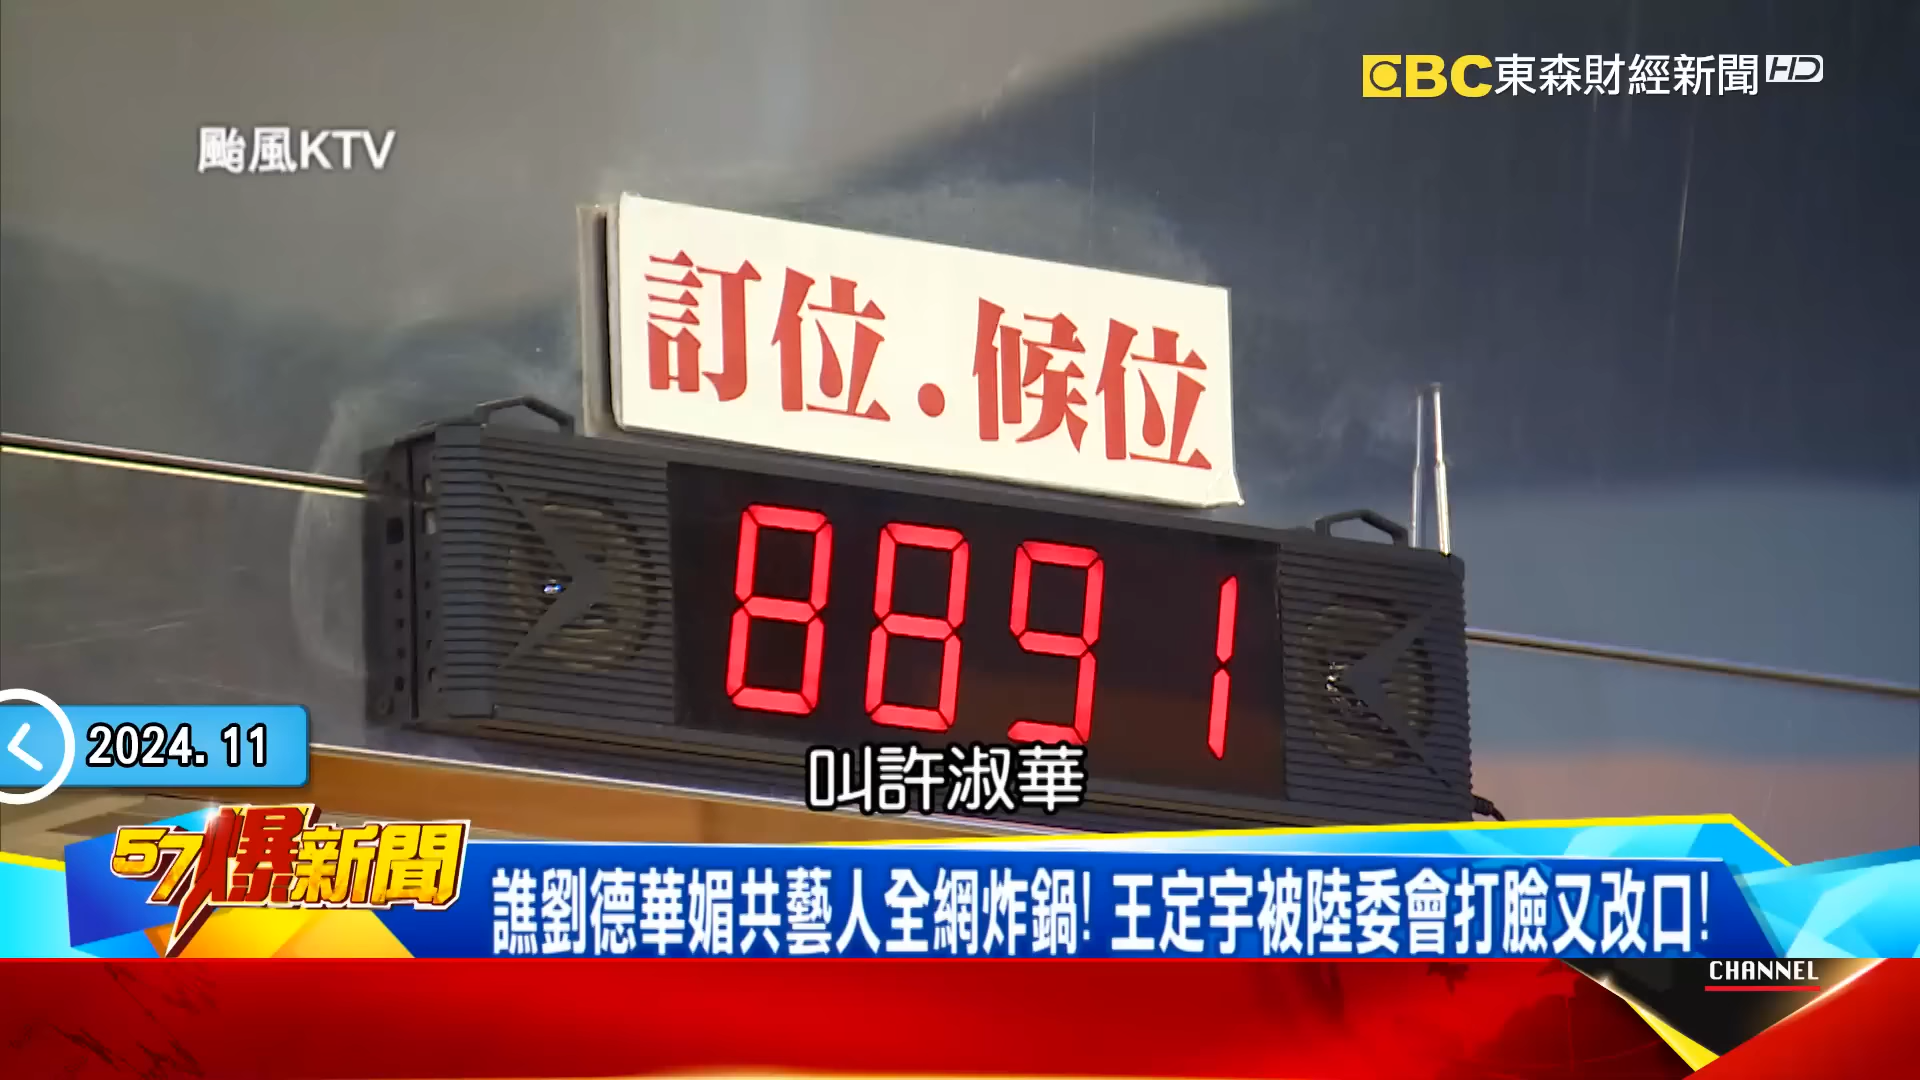 EBC東森財經新聞HD
颱風KTV
訂位.候位
8891
2024.11
叫許淑華
57爆新聞
譙劉德華媚共藝人全網炸鍋! 王定宇被陸委會打臉又改口!
CHANNEL